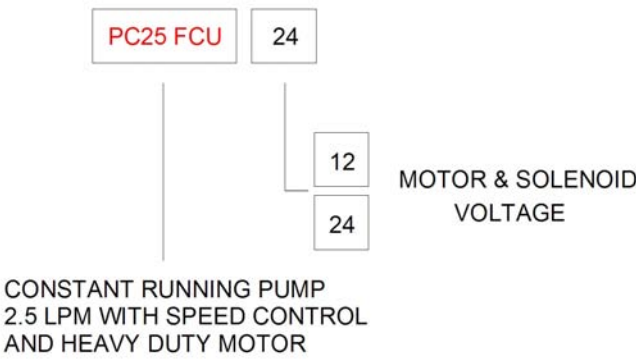 PC25 FCU 24
12
24
MOTOR & SOLENOID
VOLTAGE
CONSTANT RUNNING PUMP
2.5 LPM WITH SPEED CONTROL
AND HEAVY DUTY MOTOR